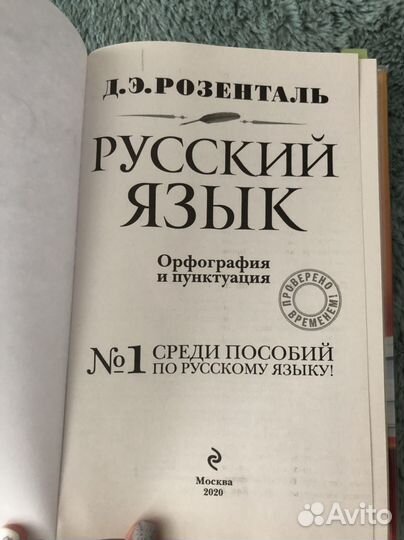 Д.Э.РОЗЕНТАЛЬ
РУССКИЙ
ЯЗЫК
Орфография
и пунктуация
ПРОВЕРЕНО
ВРЕМЕНЕМ!
№1 СРЕДИ ПОСОБИЙ
ПО РУССКОМУ ЯЗЫКУ!
Москва
2020
Avito